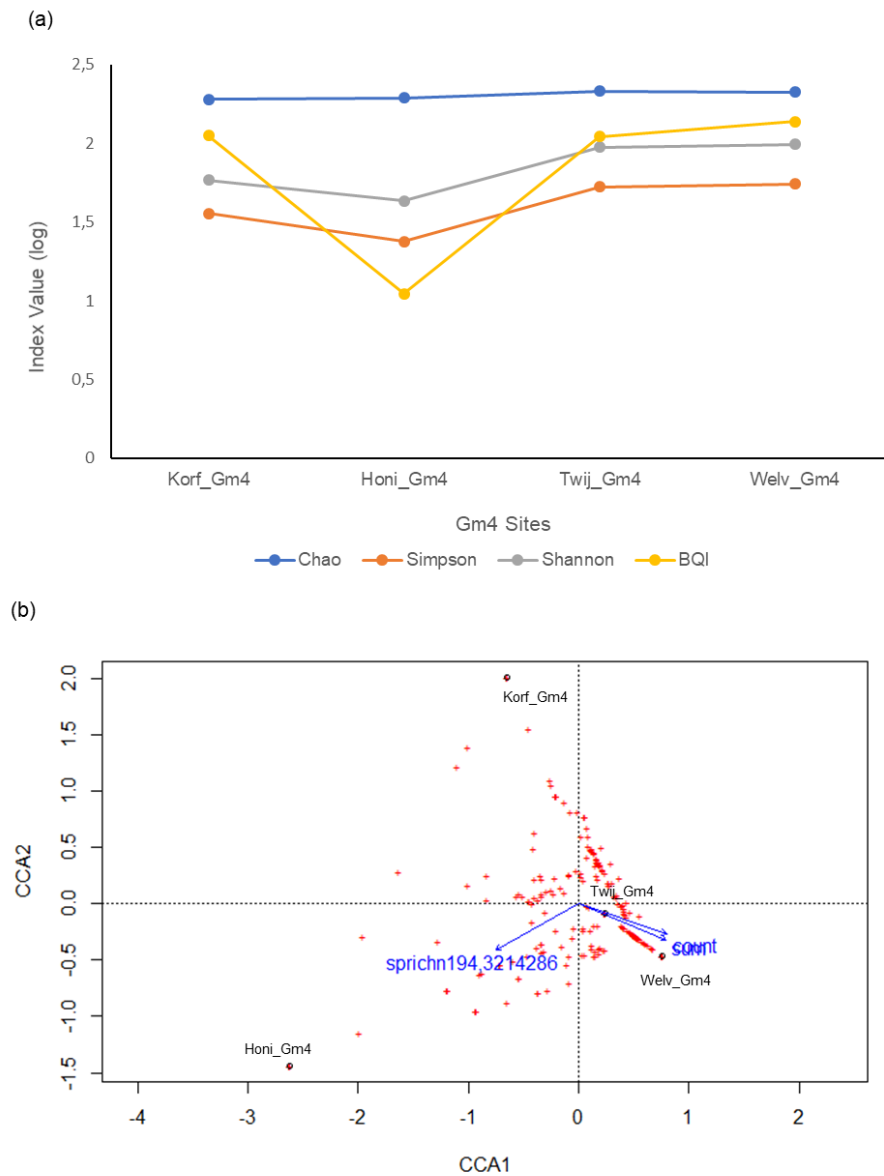 (a)
2,5
2
1,5
1
0,5
0
Index Value (log)
Korf_Gm4 Honi_Gm4 Twij_Gm4 Welv_Gm4
Gm4 Sites
Chao Simpson Shannon BQI
(b)
2.0
1.5
1.0
0.5
0.0
-0.5
-1.0
-1.5
CCA2
Korf_Gm4
Twij_Gm4
count
sum
sprichn194,3214286
Welv_Gm4
Honi_Gm4
-4 -3 -2 -1 0 1 2
CCA1